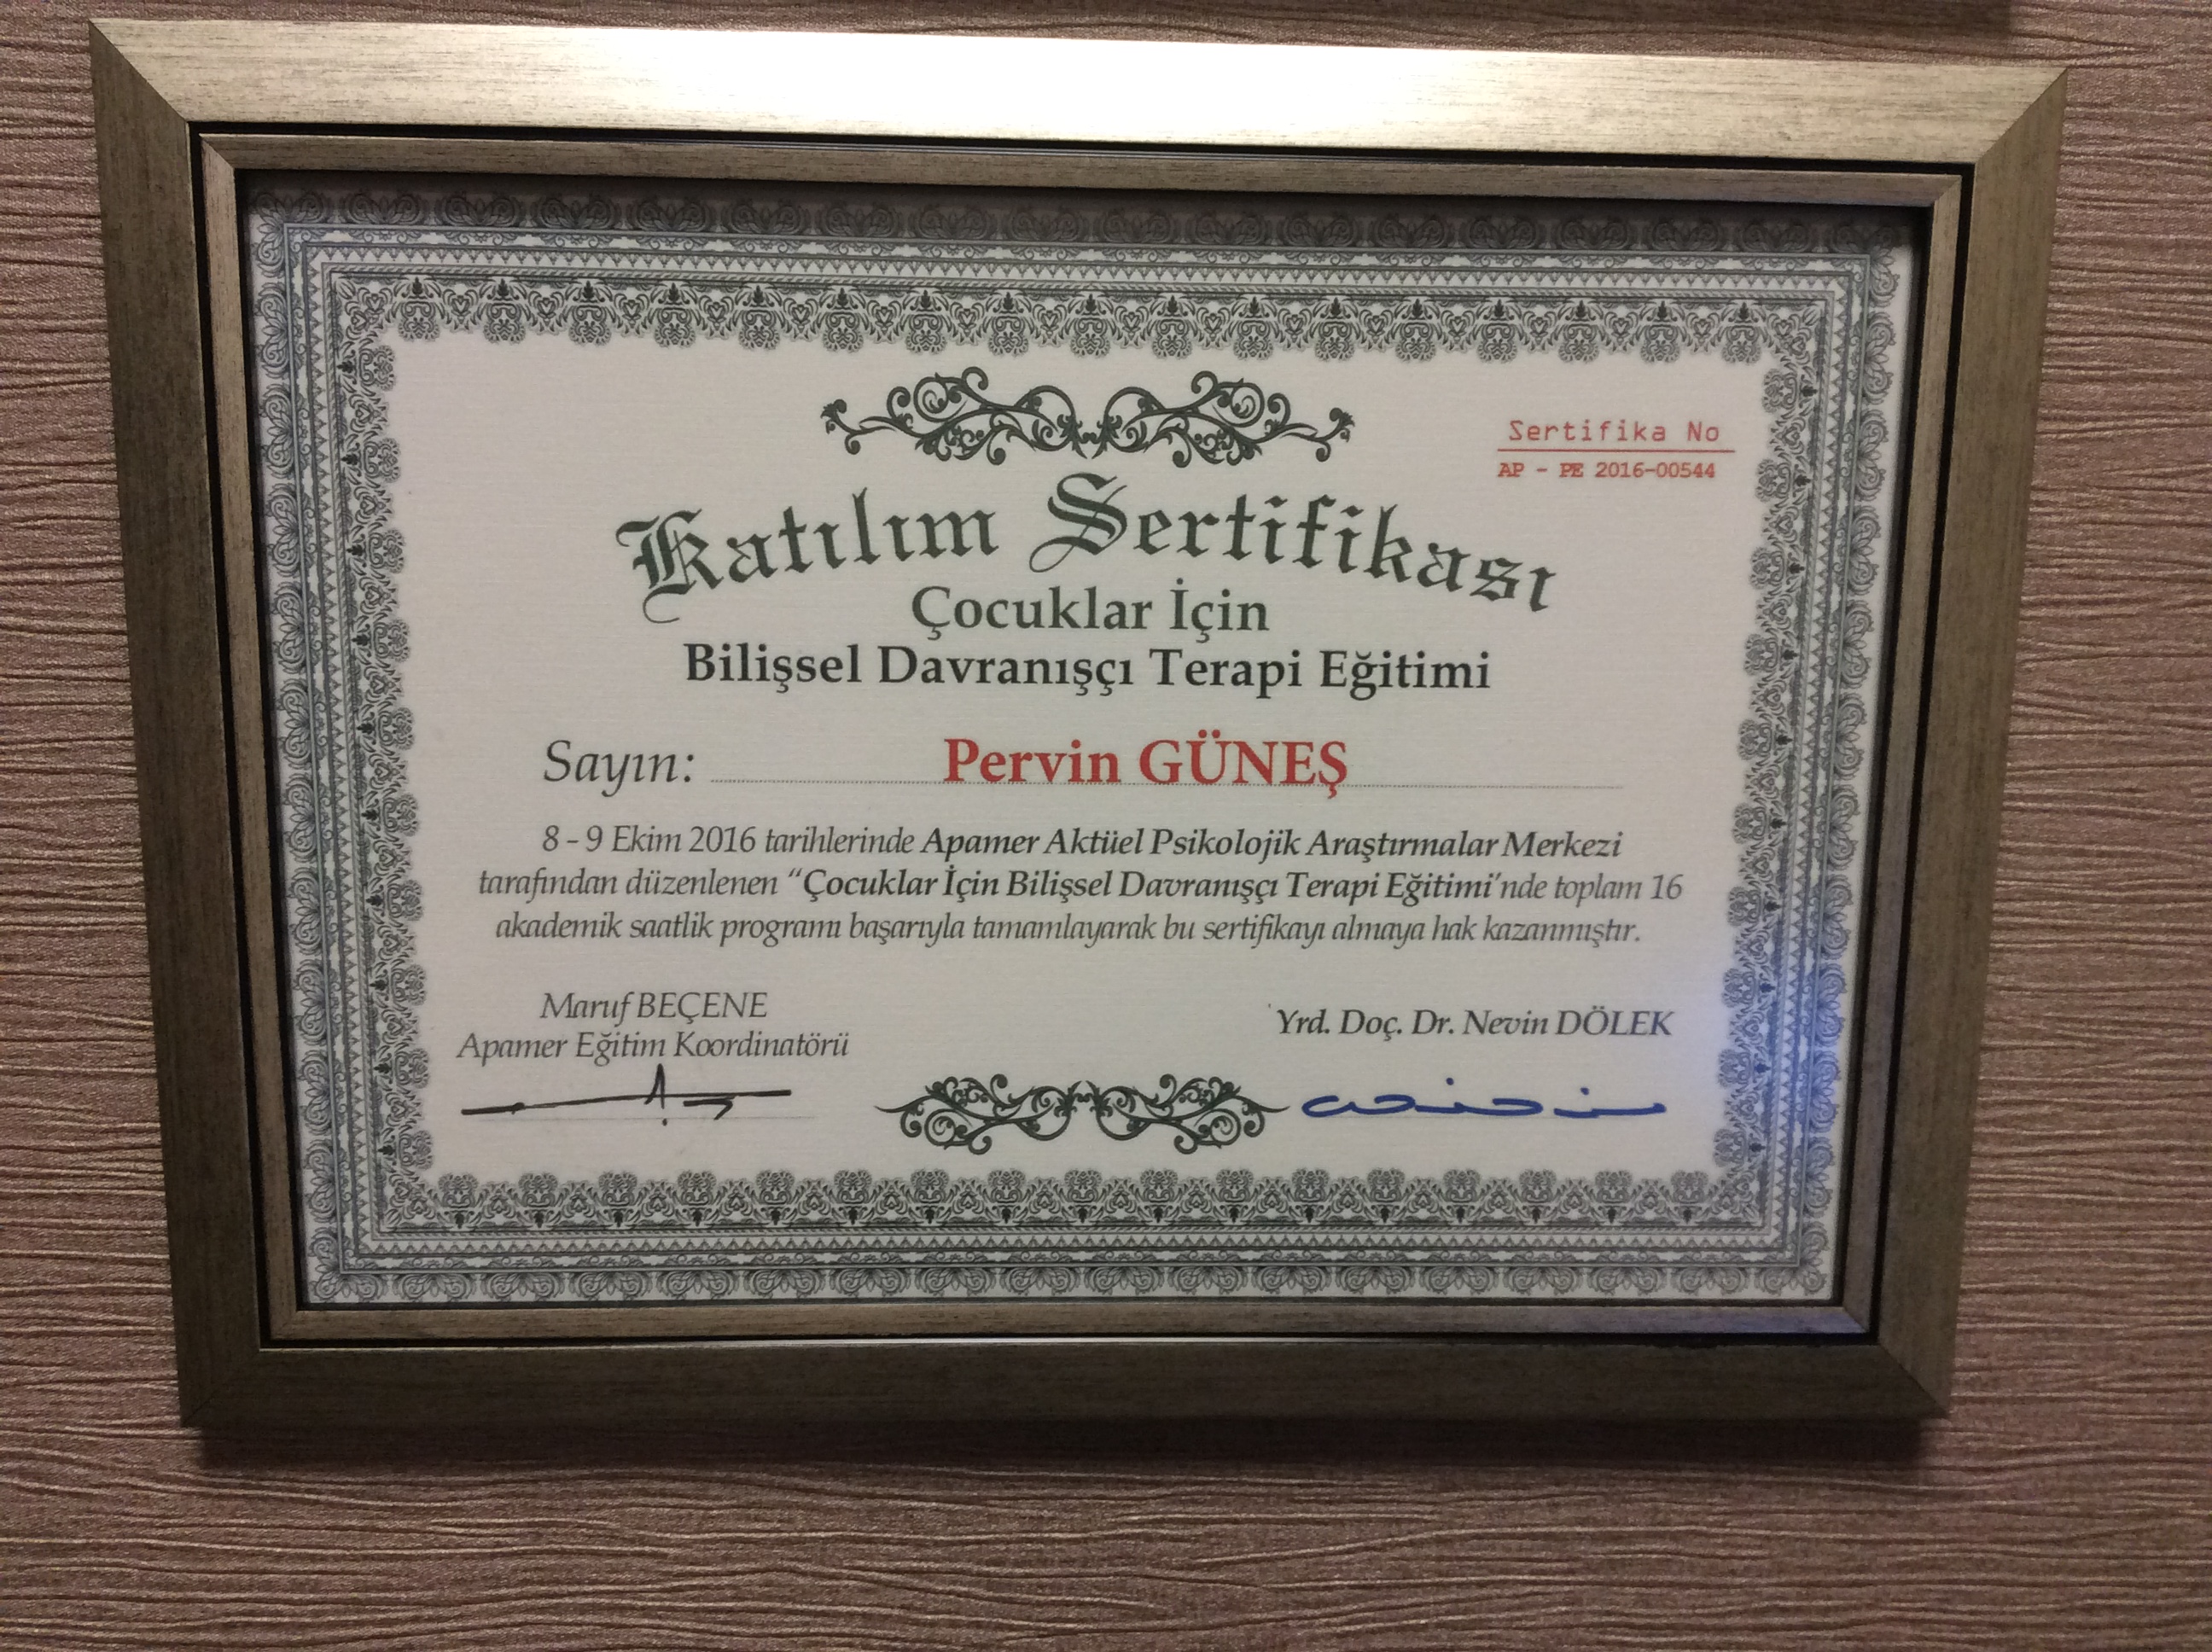 Sertifika No
AP - PE 2016-00544
Katılım Sertifikası
Çocuklar İçin
Bilişsel Davranışçı Terapi Eğitimi
Sayın: Pervin GÜNEŞ
8 - 9 Ekim 2016 tarihlerinde Apamer Aktüel Psikolojik Araştırmalar Merkezi
tarafından düzenlenen “Çocuklar İçin Bilişsel Davranışçı Terapi Eğitimi’nde toplam 16
akademik saatlik programı başarıyla tamamlayarak bu sertifikayı almaya hak kazanmıştır.
Maruf BEÇENE
Apamer Eğitim Koordinatörü
Yrd. Doç. Dr. Nevin DÖLEK